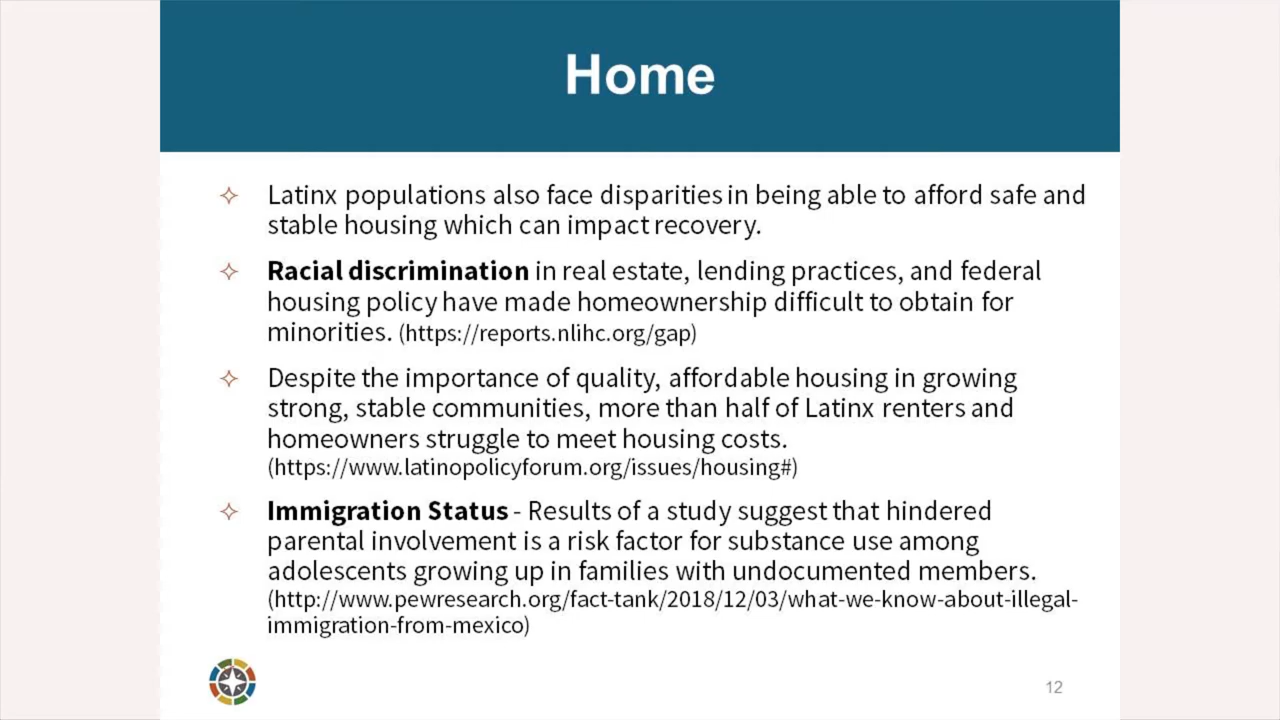 Home
Latinx populations also face disparities in being able to afford safe and
stable housing which can impact recovery.
Racial discrimination in real estate, lending practices, and federal
housing policy have made homeownership difficult to obtain for
minorities. (https://reports.nlihc.org/gap)
Despite the importance of quality, affordable housing in growing
strong, stable communities, more than half of Latinx renters and
homeowners struggle to meet housing costs.
(https://www.latinopolicyforum.org/issues/housing#)
Immigration Status - Results of a study suggest that hindered
parental involvement is a risk factor for substance use among
adolescents growing up in families with undocumented members.
(http://www.pewresearch.org/fact-tank/2018/12/03/what-we-know-about-illegal-
immigration-from-mexico)
12